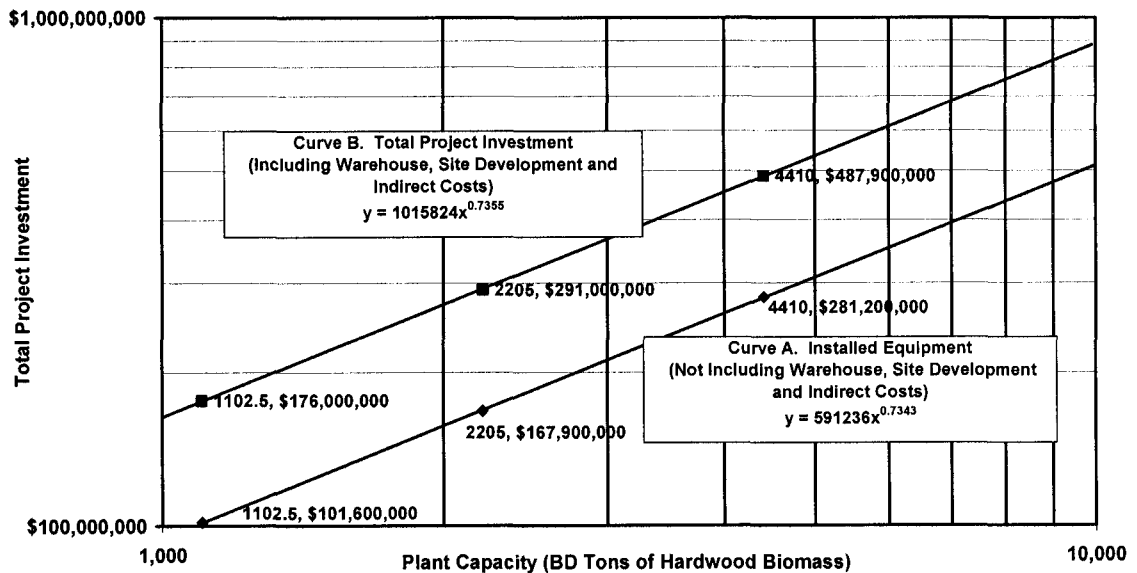 $1,000,000,000
Curve B. Total Project Investment
(Including Warehouse, Site Development and
Indirect Costs)
y = 1015824x^0.7355
4410, $487,900,000
Total Project Investment
2205, $291,000,000
4410, $281,200,000
Curve A. Installed Equipment
(Not Including Warehouse, Site Development
and Indirect Costs)
y = 591236x^0.7343
1102.5, $176,000,000
2205, $167,900,000
1102.5, $101,600,000
$100,000,000
1,000
Plant Capacity (BD Tons of Hardwood Biomass)
10,000